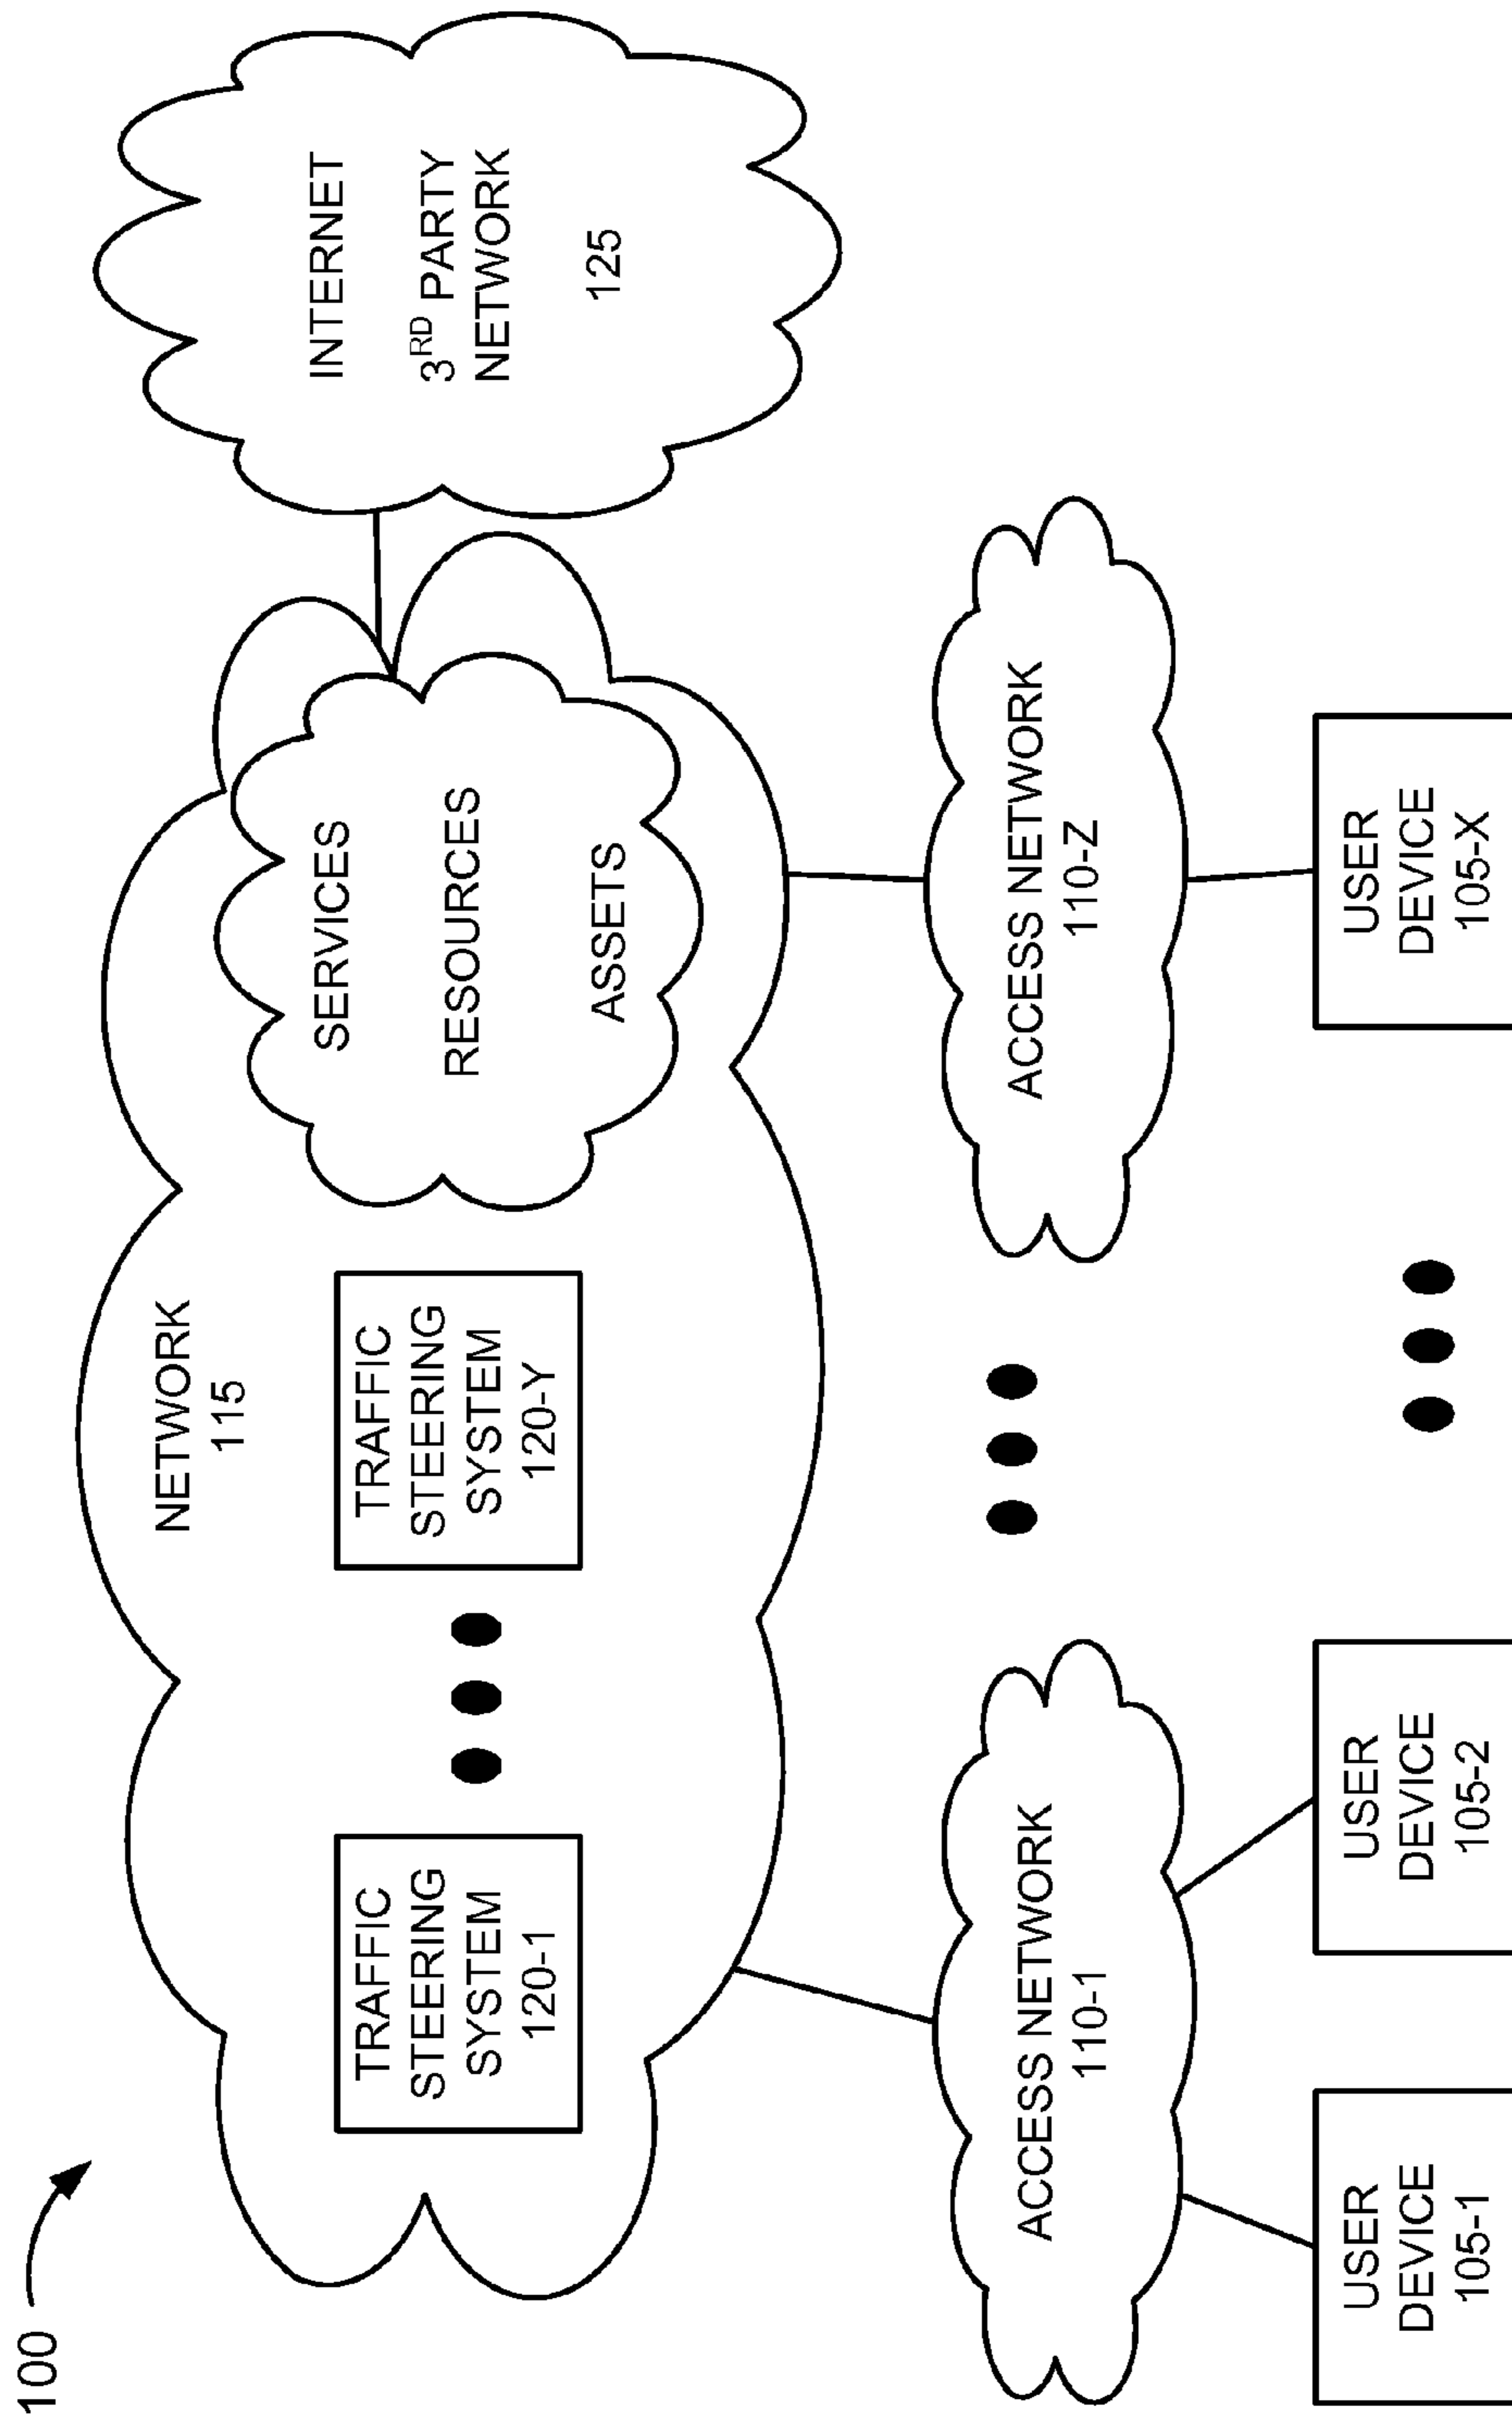 100
NETWORK
115
TRAFFIC
STEERING
SYSTEM
120-1
TRAFFIC
STEERING
SYSTEM
120-Y
SERVICES
RESOURCES
ASSETS
INTERNET
3RD PARTY
NETWORK
125
ACCESS NETWORK
110-1
ACCESS NETWORK
110-Z
USER
DEVICE
105-1
USER
DEVICE
105-2
USER
DEVICE
105-X